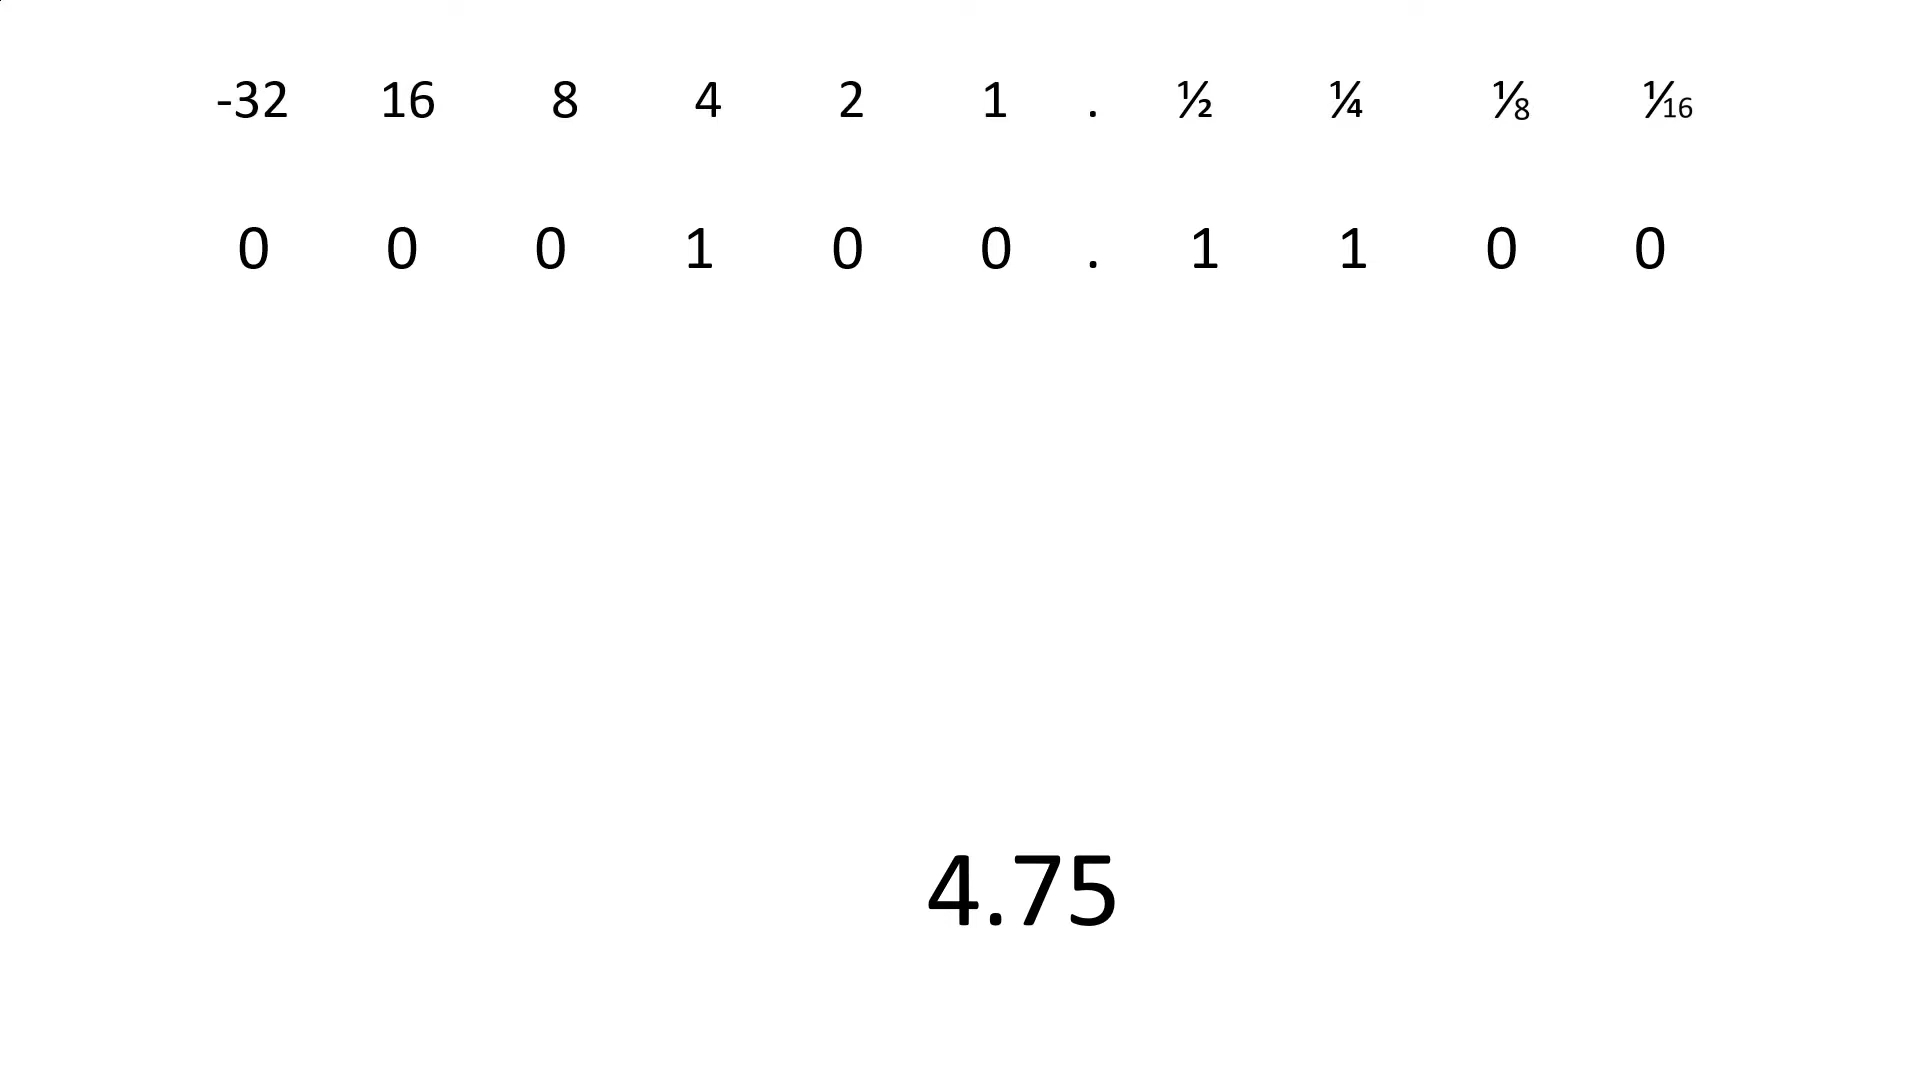 -32 16 8 4 2 1 . ½ ¼ ⅛ ⅟₁₆
0 0 0 1 0 0 . 1 1 0 0
4.75